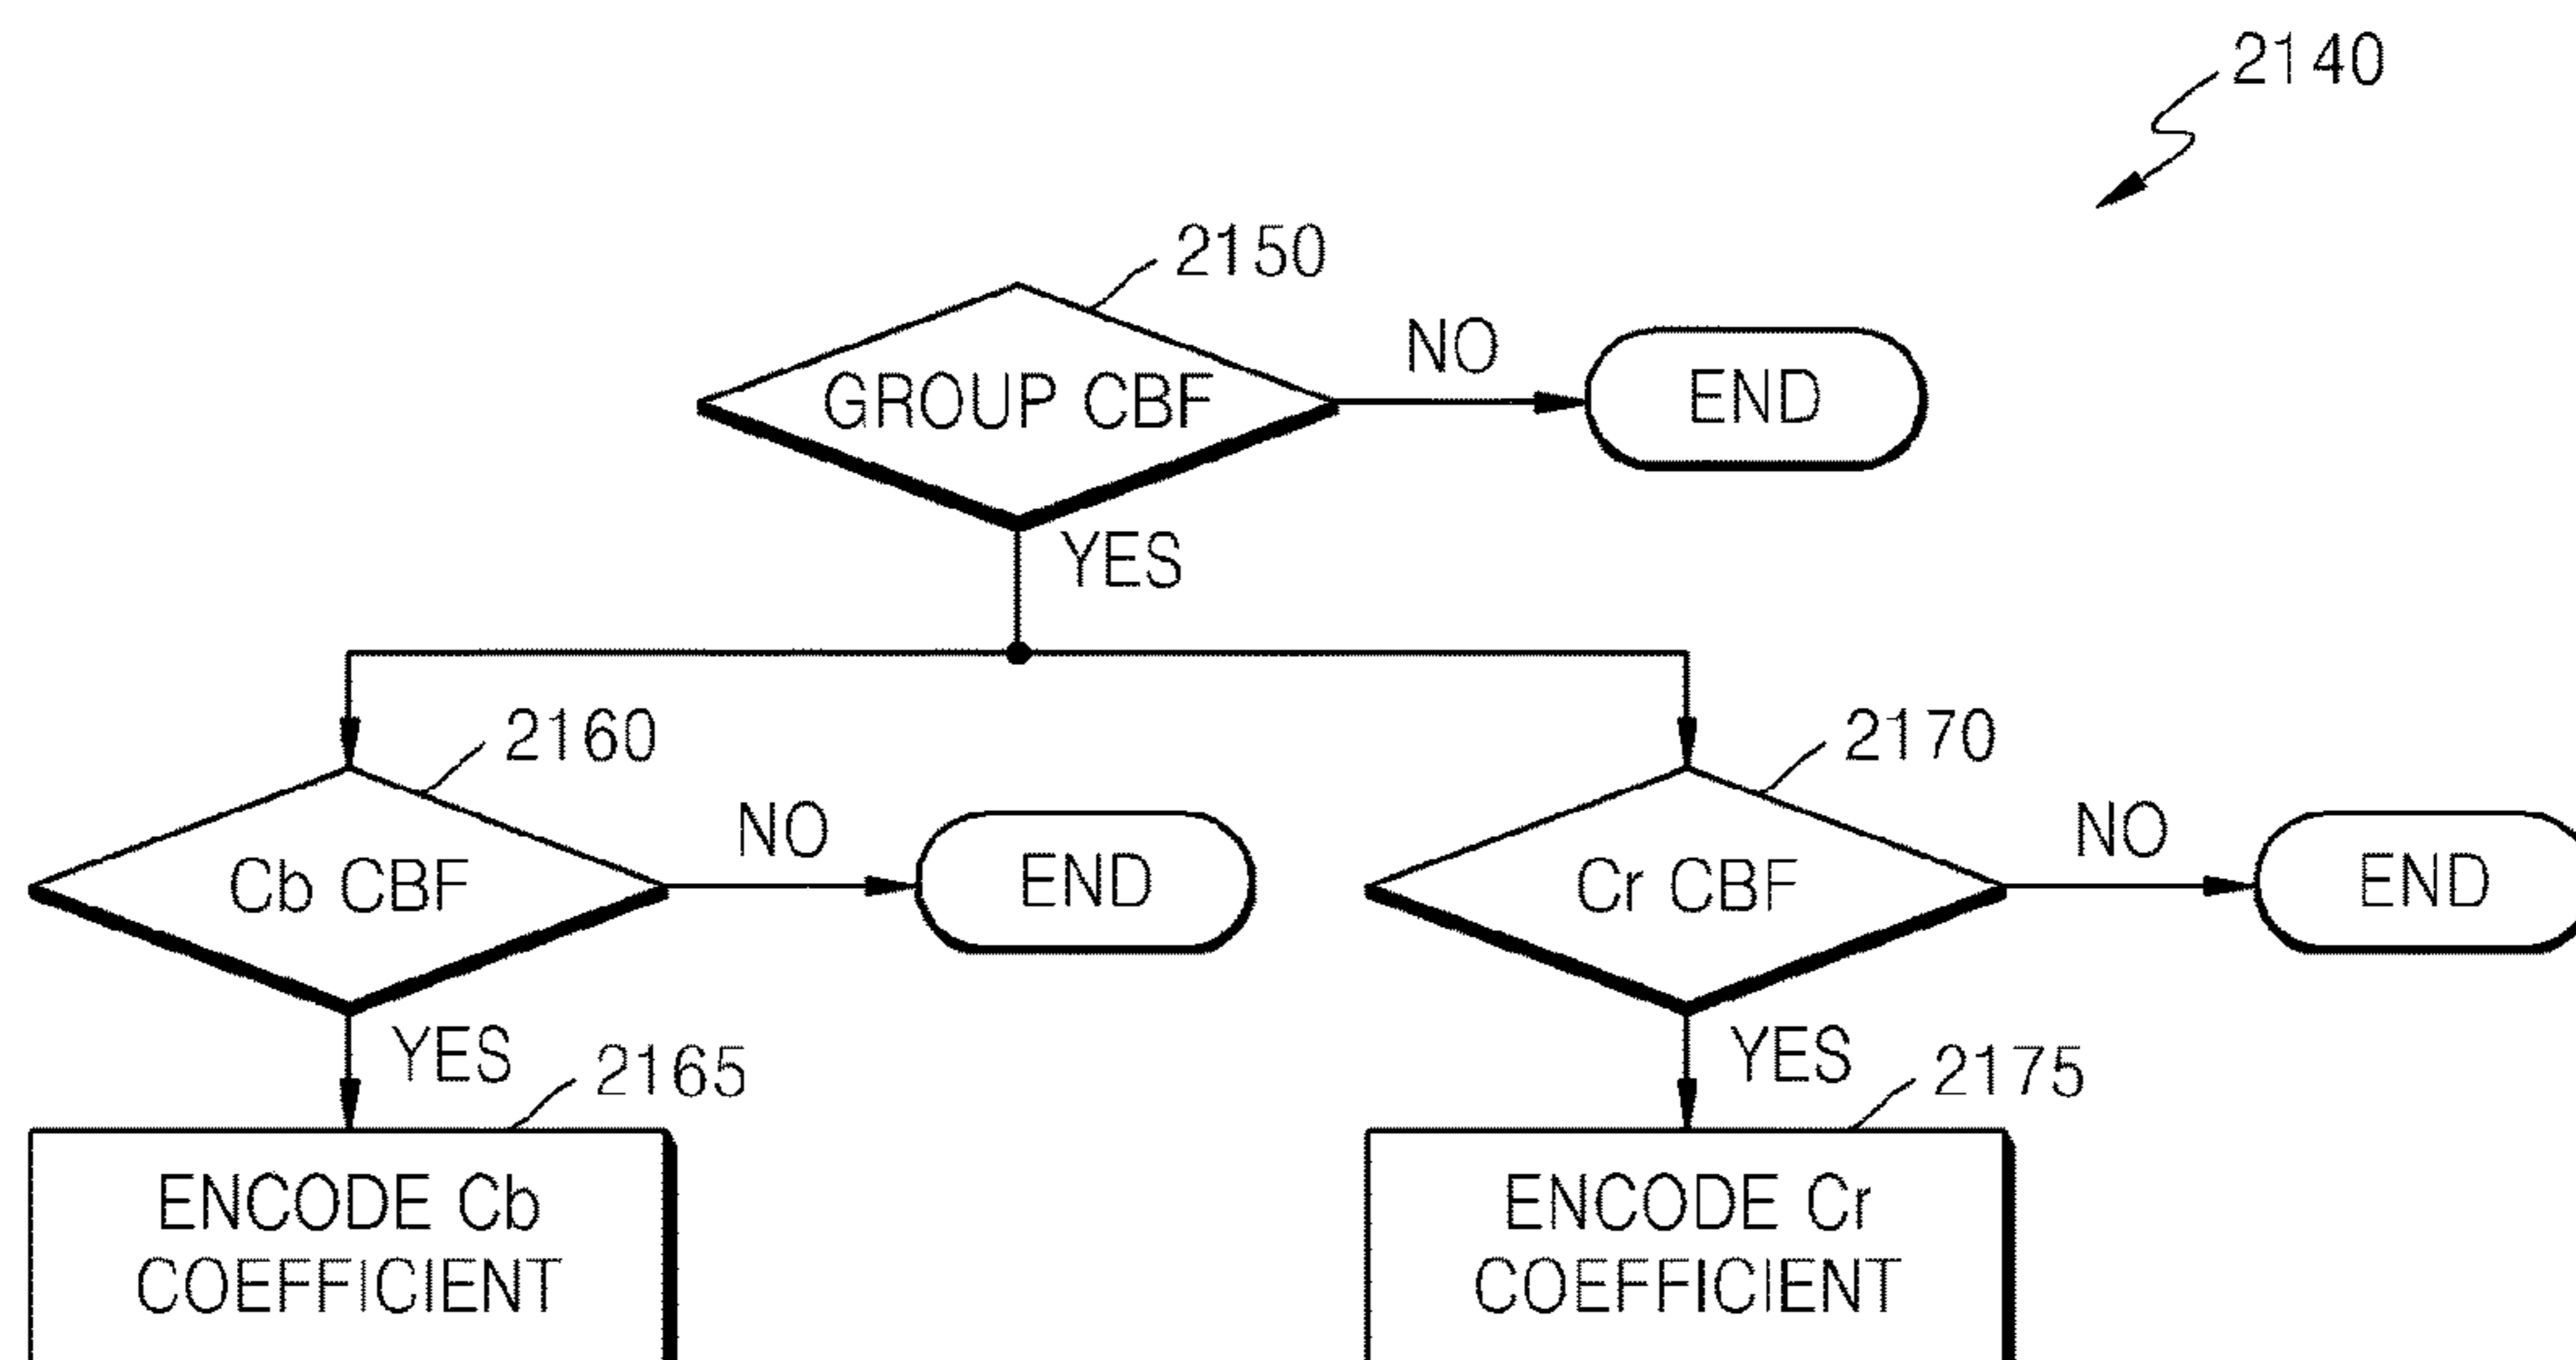 2140
2150
GROUP CBF
NO
END
YES
2160
2170
Cb CBF
NO
END
Cr CBF
NO
END
YES
2165
YES
2175
ENCODE Cb
COEFFICIENT
ENCODE Cr
COEFFICIENT